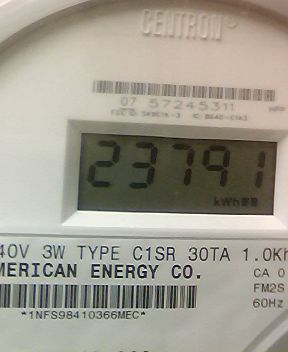 CENTRON
07 57245311
23791
kWh
40V 3W TYPE C1SR 30TA 1.0Kh
MERICAN ENERGY CO.
CA 0
FM2S
60Hz
*1NFS98410366MEC*